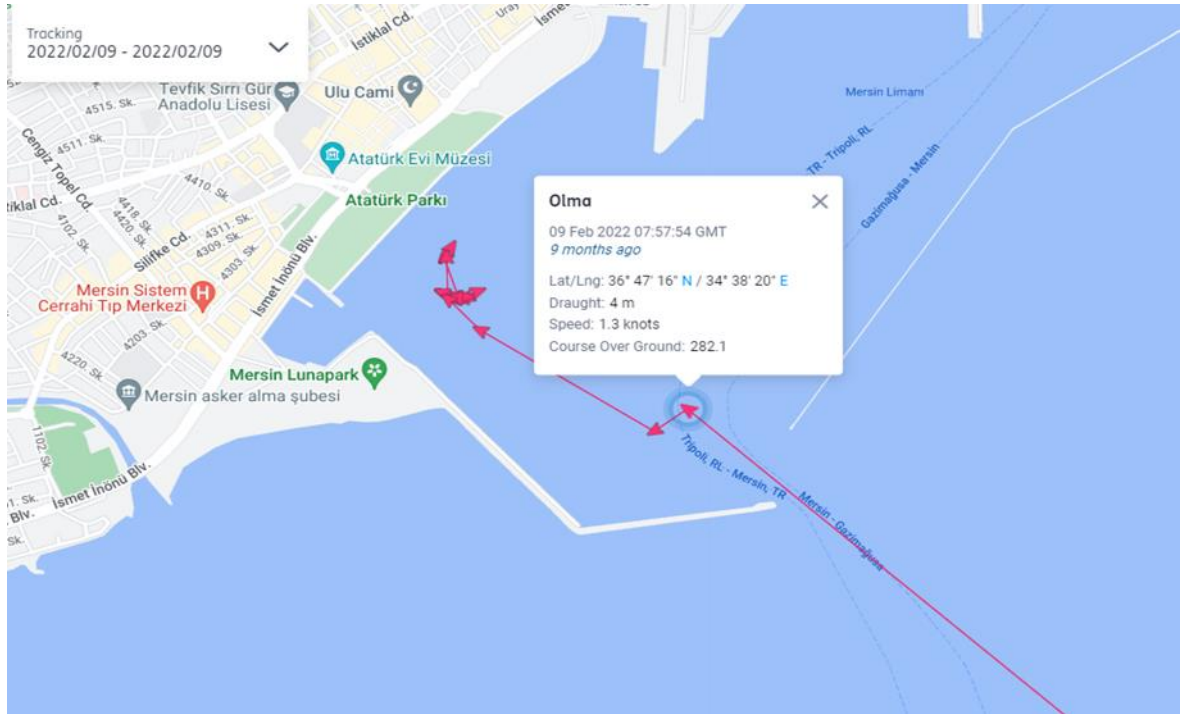 Tracking
2022/02/09 - 2022/02/09
İstiklal Cd.
Uray
İsmet
4515. Sk.
Tevfik Sırrı Gür
Anadolu Lisesi
Ulu Cami
Mersin Limanı
Cengiz Topel Cd.
4511. Sk.
Atatürk Evi Müzesi
TR - Tripoli, RL
4410. Sk.
Atatürk Parkı
Gazimağusa - Mersin
tiklal Cd.
4102. Sk.
4418. Sk.
4420. Sk.
4311. Sk.
4309. Sk.
Silifke Cd.
4303. Sk.
İsmet İnönü Blv.
Olma
09 Feb 2022 07:57:54 GMT
9 months ago
Lat/Lng: 36° 47' 16" N / 34° 38' 20" E
Draught: 4 m
Speed: 1.3 knots
Course Over Ground: 282.1
Mersin Sistem
Cerrahi Tıp Merkezi
H
4203. Sk.
4220. Sk.
Mersin Lunapark
Mersin asker alma şubesi
1102. Sk.
İsmet İnönü Blv.
1. Sk.
Blv.
Sk.
Tripoli, RL - Mersin, TR
Mersin - Gazimağusa